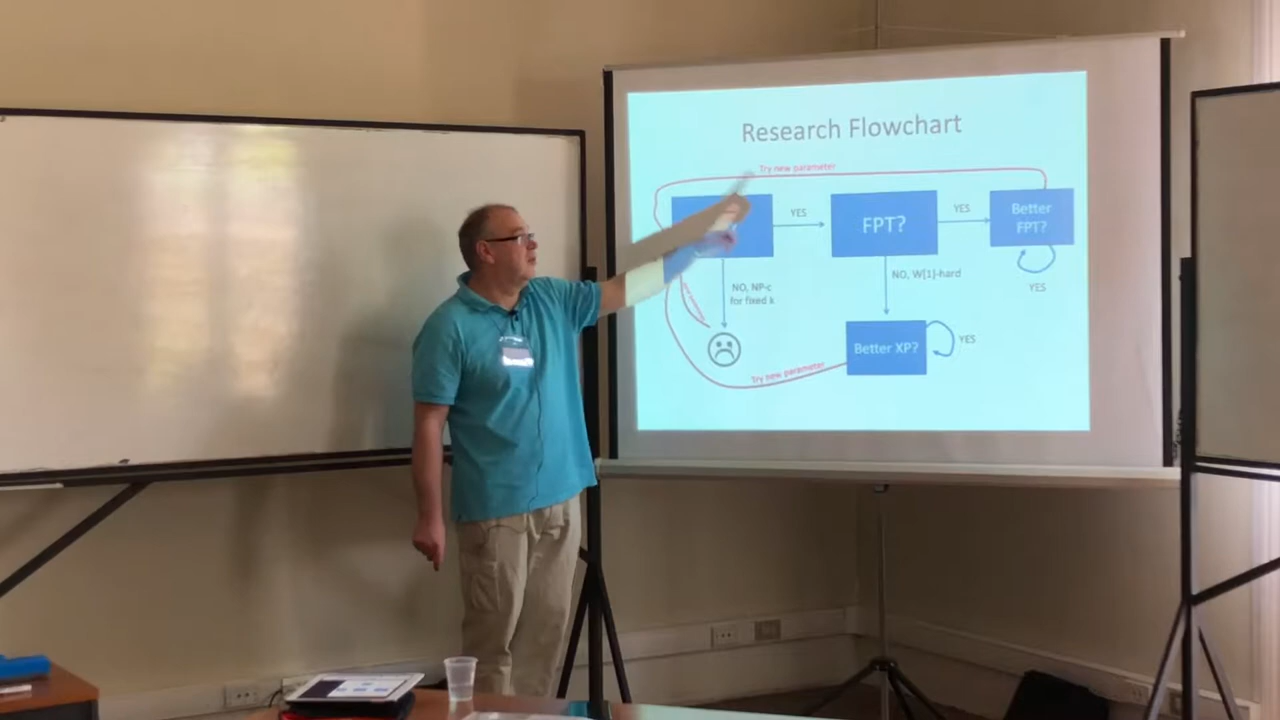 Research Flowchart
Try new parameter
YES
FPT?
YES
Better
FPT?
NO, NP-c
for fixed k
NO, W[1]-hard
YES
Better XP?
YES
Try new parameter